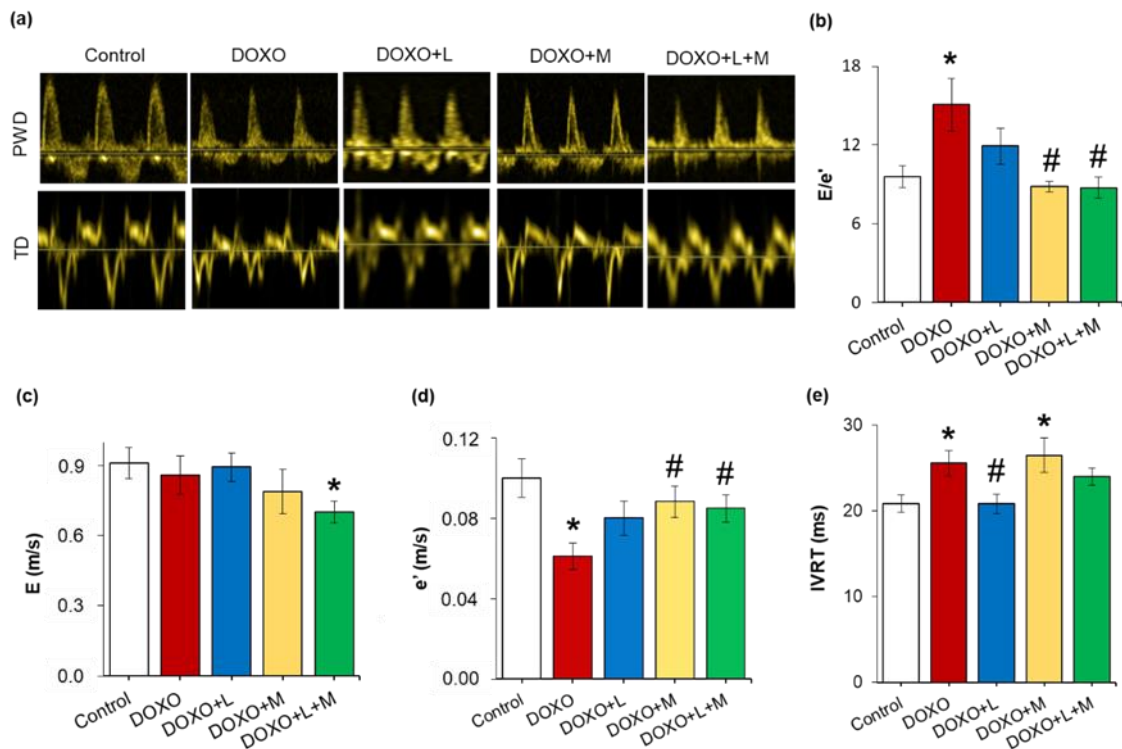 (a)
Control DOXO DOXO+L DOXO+M DOXO+L+M
PWD
TD
(b)
18
12
6
0
E/e'
*
#
#
Control DOXO DOXO+L DOXO+M DOXO+L+M
(c)
0.9
0.6
0.3
0.0
E (m/s)
*
Control DOXO DOXO+L DOXO+M DOXO+L+M
(d)
0.12
0.08
0.04
0.00
e' (m/s)
*
#
#
Control DOXO DOXO+L DOXO+M DOXO+L+M
(e)
30
20
10
0
IVRT (ms)
*
#
*
Control DOXO DOXO+L DOXO+M DOXO+L+M